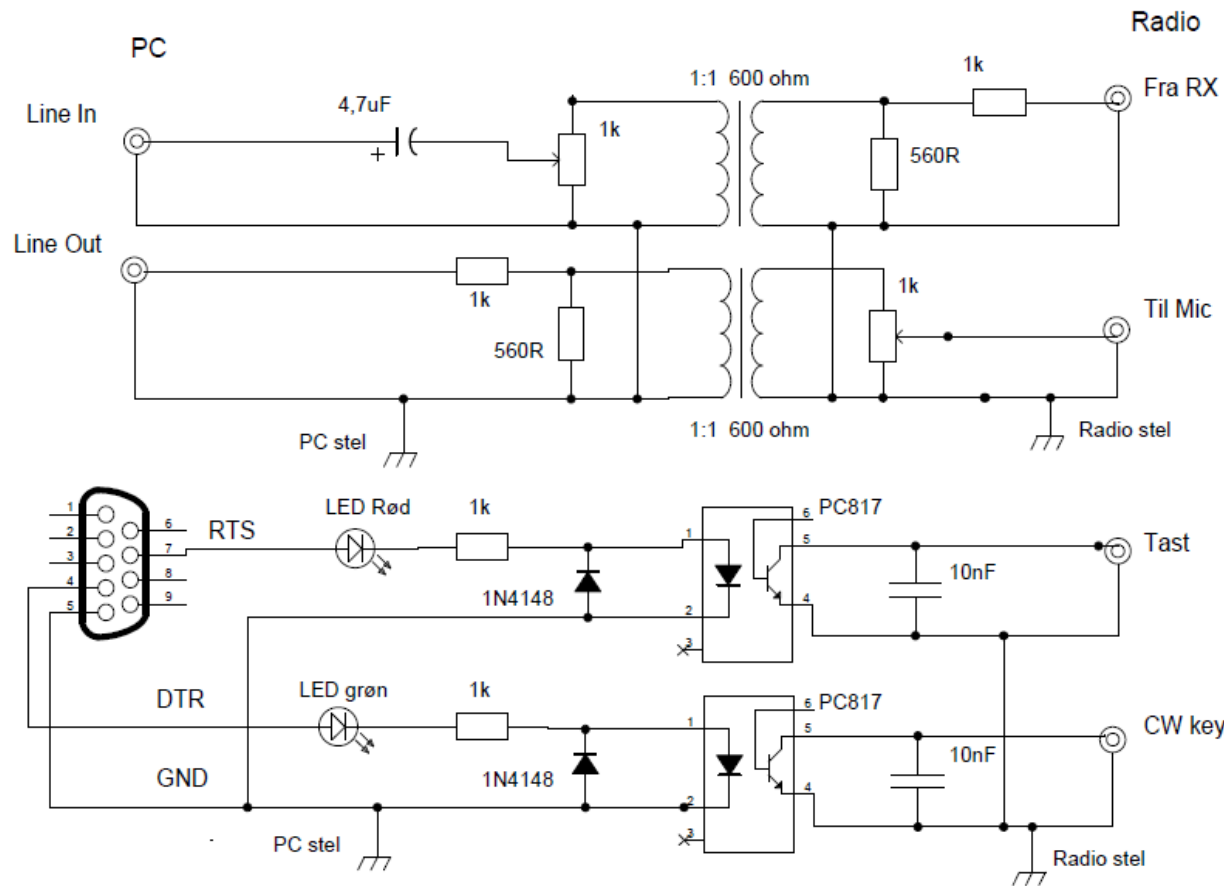 PC
Radio
1:1 600 ohm
1k
Fra RX
4,7uF
Line In
1k
+
560R
Line Out
1k
1k
Til Mic
560R
PC stel
1:1 600 ohm
Radio stel
1
2
3
4
5
6
7
8
9
RTS
LED Rød
1k
1N4148
1
2
3
6
5
4
PC817
10nF
Tast
DTR
LED grøn
1k
1N4148
1
2
3
6
5
4
PC817
10nF
CW key
GND
PC stel
Radio stel